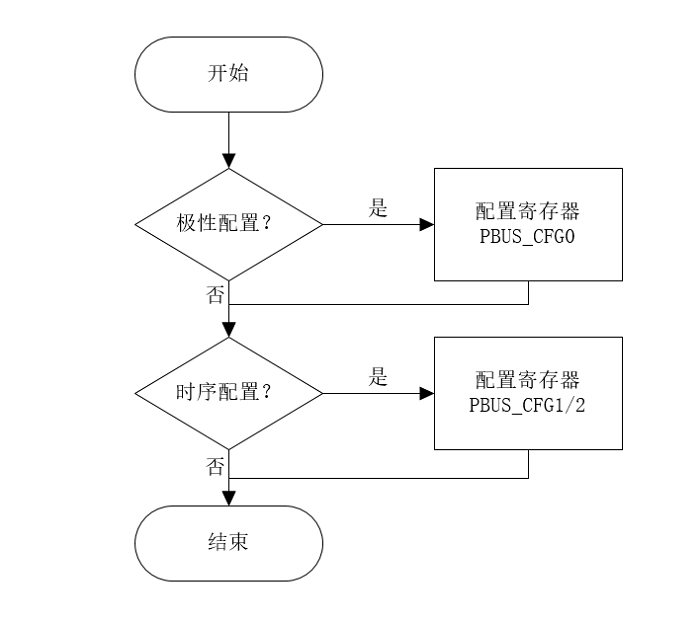 开始
极性配置？
是
配置寄存器
PBUS_CFG0
否
时序配置？
是
配置寄存器
PBUS_CFG1/2
否
结束